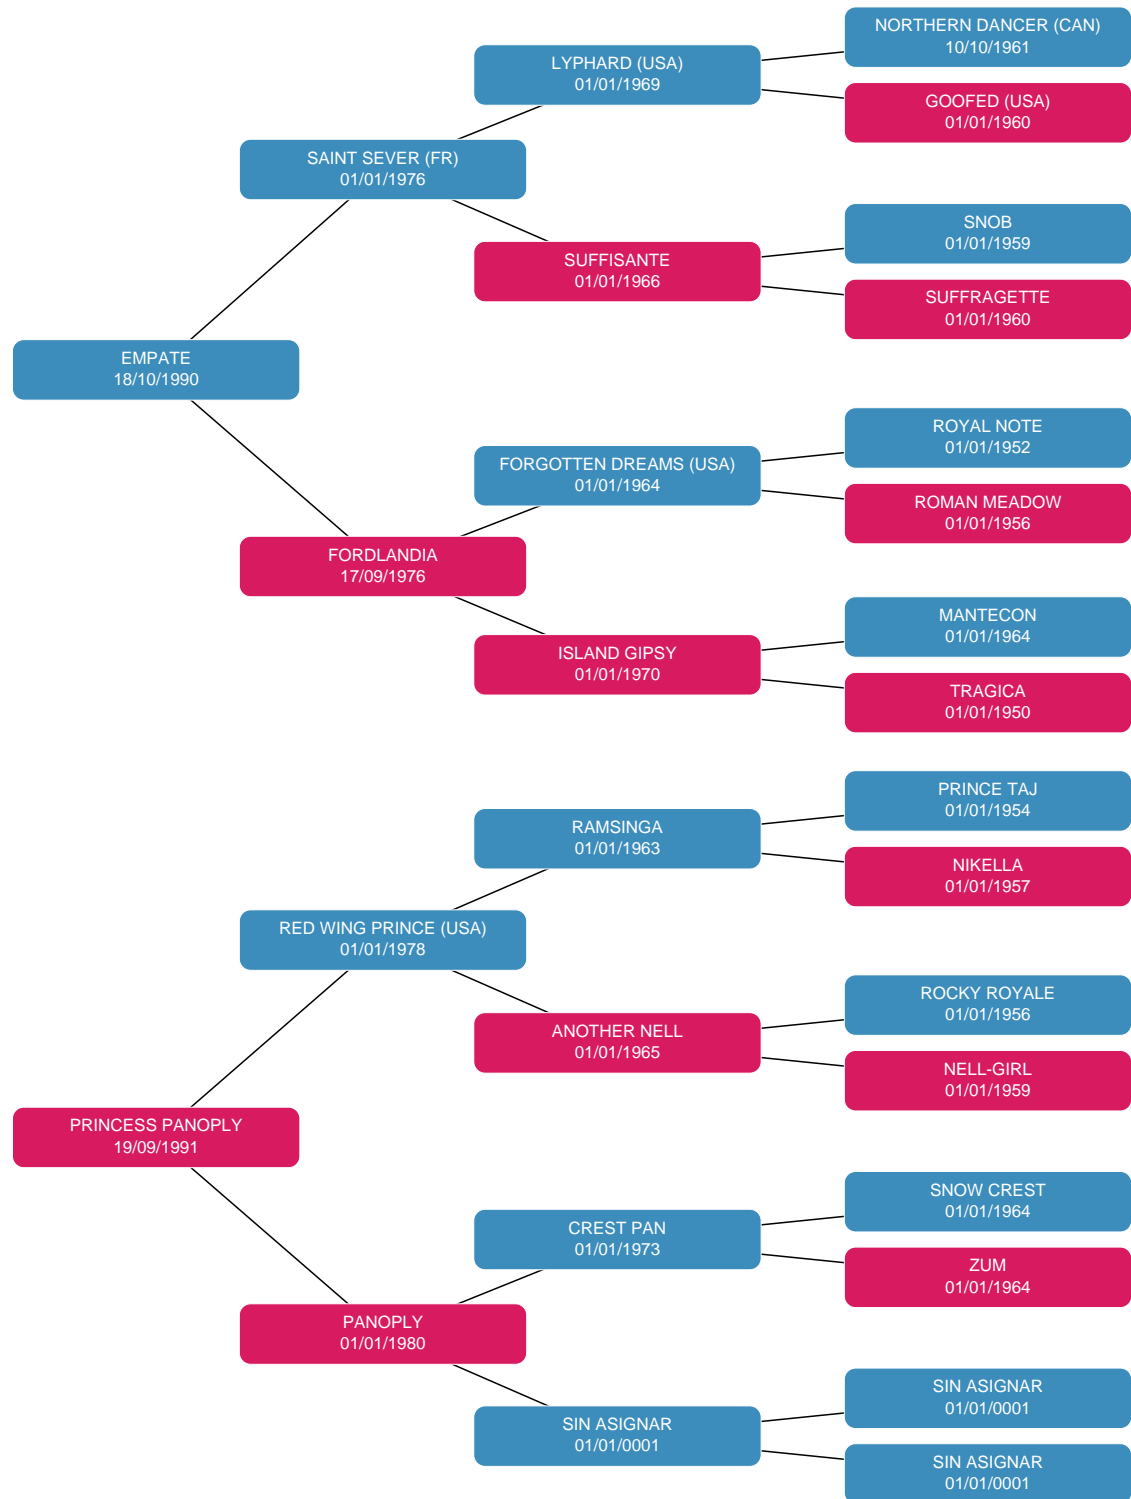 NORTHERN DANCER (CAN)
10/10/1961
LYPHARD (USA)
01/01/1969
GOOFED (USA)
01/01/1960
SAINT SEVER (FR)
01/01/1976
SNOB
01/01/1959
SUFFISANTE
01/01/1966
SUFFRAGETTE
01/01/1960
EMPATE
18/10/1990
ROYAL NOTE
01/01/1952
FORGOTTEN DREAMS (USA)
01/01/1964
ROMAN MEADOW
01/01/1956
FORDLANDIA
17/09/1976
MANTECON
01/01/1964
ISLAND GIPSY
01/01/1970
TRAGICA
01/01/1950
PRINCE TAJ
01/01/1954
RAMSINGA
01/01/1963
NIKELLA
01/01/1957
RED WING PRINCE (USA)
01/01/1978
ROCKY ROYALE
01/01/1956
ANOTHER NELL
01/01/1965
NELL-GIRL
01/01/1959
PRINCESS PANOPLY
19/09/1991
SNOW CREST
01/01/1964
CREST PAN
01/01/1973
ZUM
01/01/1964
PANOPLY
01/01/1980
SIN ASIGNAR
01/01/0001
SIN ASIGNAR
01/01/0001
SIN ASIGNAR
01/01/0001